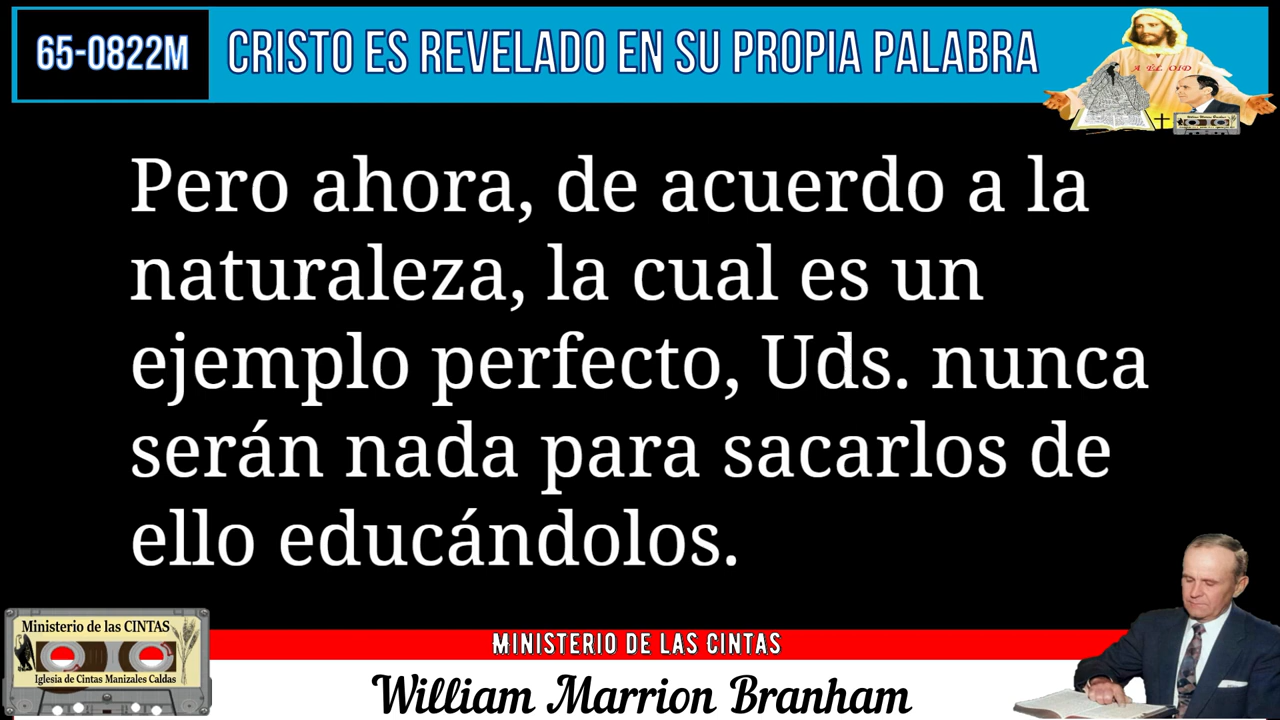 65-0822M
CRISTO ES REVELADO EN SU PROPIA PALABRA
A ÉL OID
Pero ahora, de acuerdo a la
naturaleza, la cual es un
ejemplo perfecto, Uds. nunca
serán nada para sacarlos de
ello educándolos.
Ministerio de las CINTAS
Iglesia de Cintas Manizales Caldas
MINISTERIO DE LAS CINTAS
William Marrion Branham